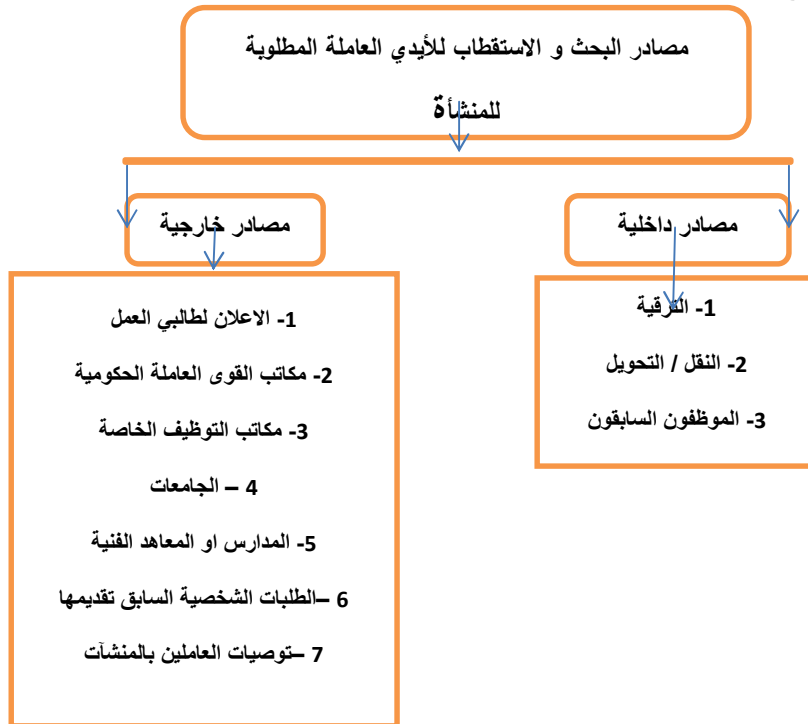 مصادر البحث و الاستقطاب للأيدي العاملة المطلوبة
للمنشأة
مصادر داخلية
1- الترقية
2- النقل / التحويل
3- الموظفون السابقون
مصادر خارجية
1- الاعلان لطالبي العمل
2- مكاتب القوى العاملة الحكومية
3- مكاتب التوظيف الخاصة
4 – الجامعات
5- المدارس او المعاهد الفنية
6 –الطلبات الشخصية السابق تقديمها
7 –توصيات العاملين بالمنشآت